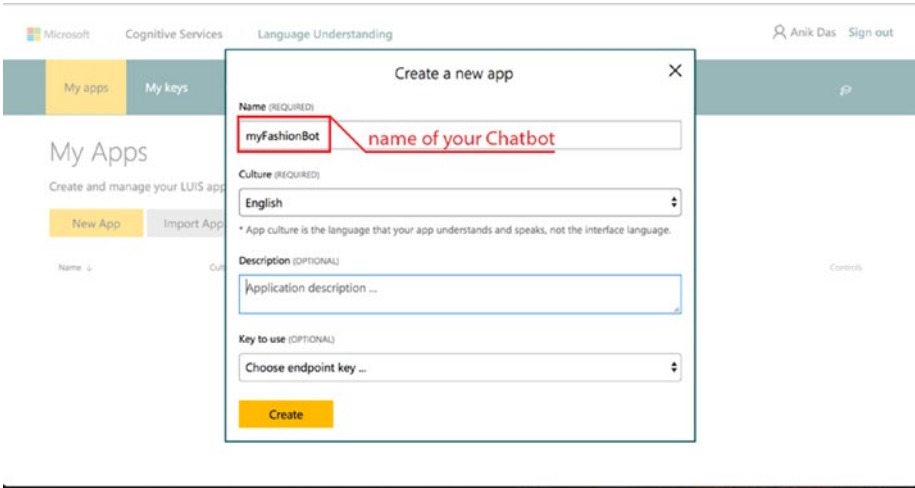 Microsoft Cognitive Services Language Understanding Anik Das Sign out
My apps My keys
Create a new app
Name (REQUIRED)
myFashionBot name of your Chatbot
My Apps
Culture (REQUIRED)
Create and manage your LUIS app
English
New App Import App
* App culture is the language that your app understands and speaks, not the interface language.
Name ↓ Cult Controls
Description (OPTIONAL)
Application description ...
Key to use (OPTIONAL)
Choose endpoint key ...
Create